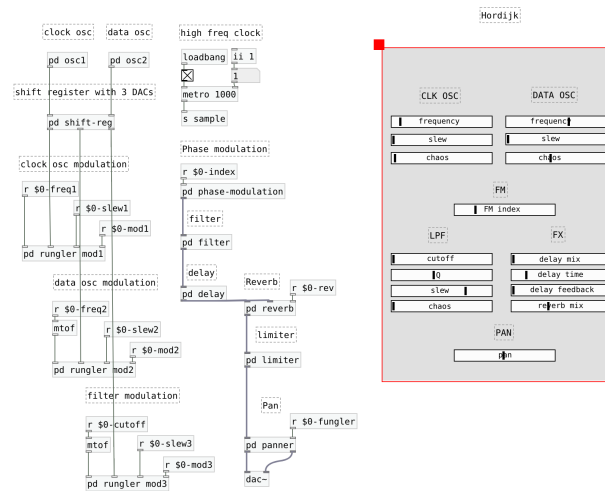 Hordijk
clock osc
data osc
high freq clock
pd osc1
pd osc2
loadbang
ii 1
1
metro 1000
s sample
shift register with 3 DACs
pd shift-reg
Phase modulation
r $0-index
pd phase-modulation
clock osc modulation
r $0-freq1
r $0-slew1
r $0-mod1
pd rungler mod1
filter
pd filter
data osc modulation
r $0-freq2
mtof
r $0-slew2
r $0-mod2
pd rungler mod2
delay
pd delay
Reverb
r $0-rev
pd reverb
limiter
pd limiter
filter modulation
r $0-cutoff
mtof
r $0-slew3
r $0-mod3
pd rungler mod3
Pan
r $0-fungler
pd panner
dac~
CLK OSC
frequency
slew
chaos
DATA OSC
frequency
slew
chaos
FM
FM index
LPF
cutoff
Q
slew
chaos
FX
delay mix
delay time
delay feedback
reverb mix
PAN
pan